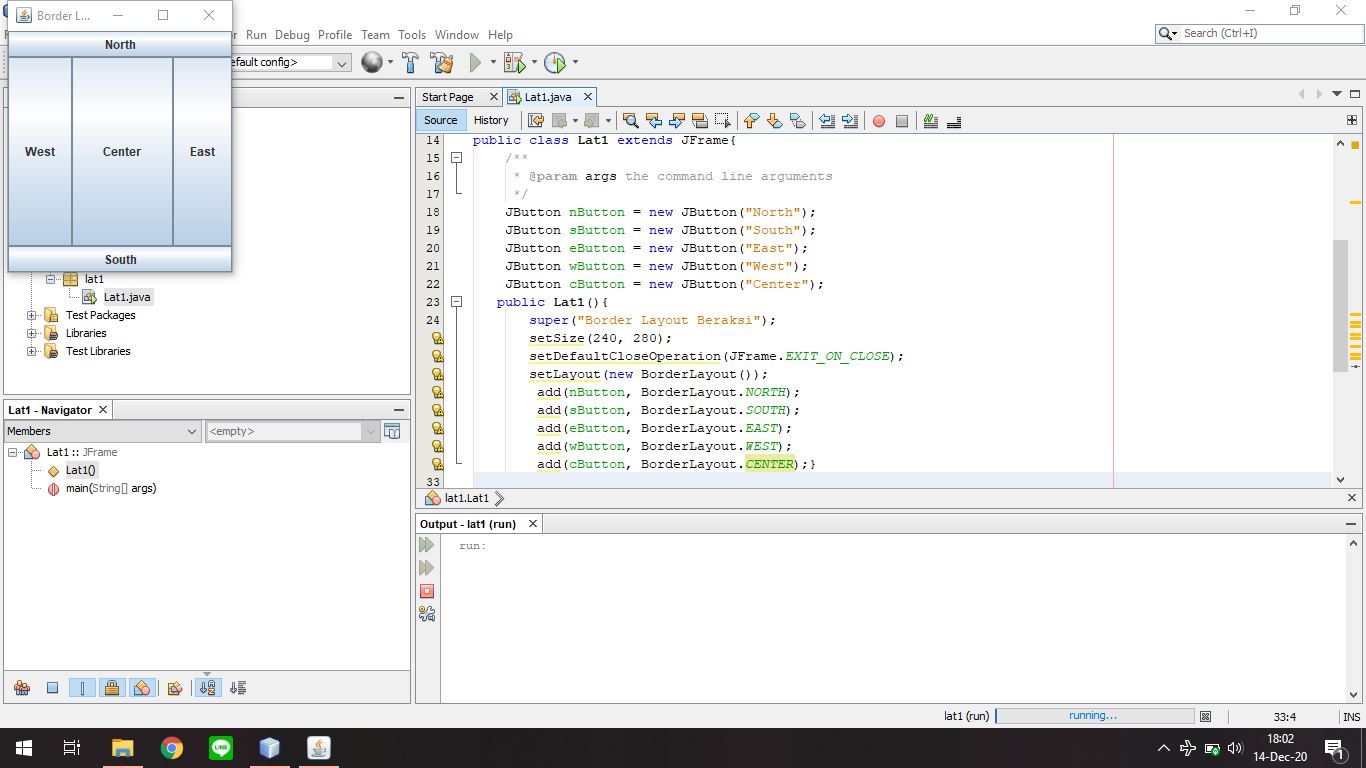 Border L...
North
West
Center
East
South
Run Debug Profile Team Tools Window Help
Search (Ctrl+I)
efault config>
lat1
Lat1.java
Test Packages
Libraries
Test Libraries
Lat1 - Navigator
Members
<empty>
Lat1 :: JFrame
Lat1()
main(String[] args)
Start Page
Lat1.java
Source
History
14 public class Lat1 extends JFrame{
15 /**
16 * @param args the command line arguments
17 */
18 JButton nButton = new JButton("North");
19 JButton sButton = new JButton("South");
20 JButton eButton = new JButton("East");
21 JButton wButton = new JButton("West");
22 JButton cButton = new JButton("Center");
23 public Lat1(){
24 super("Border Layout Beraksi");
setSize(240, 280);
setDefaultCloseOperation(JFrame.EXIT_ON_CLOSE);
setLayout(new BorderLayout());
add(nButton, BorderLayout.NORTH);
add(sButton, BorderLayout.SOUTH);
add(eButton, BorderLayout.EAST);
add(wButton, BorderLayout.WEST);
add(cButton, BorderLayout.CENTER);}
33
lat1.Lat1
Output - lat1 (run)
run:
lat1 (run)
running...
33:4
INS
LINE
18:02
14-Dec-20
1